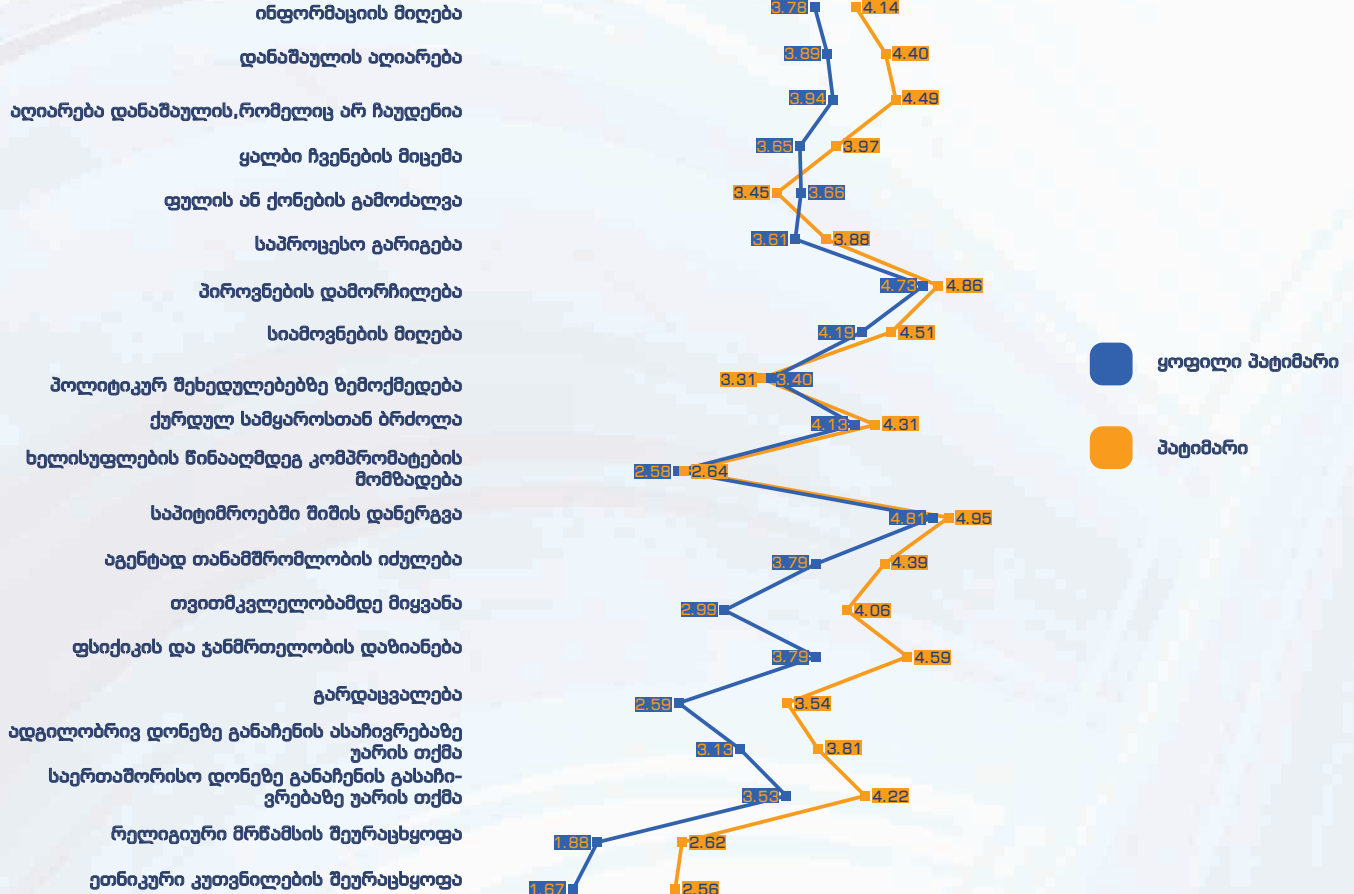 ინფორმაციის მიღება 3.78 4.14
დანაშაულის აღიარება 3.89 4.40
აღიარება დანაშაულის,რომელიც არ ჩაუდენია 3.94 4.49
ყალბი ჩვენების მიცემა 3.65 3.97
ფულის ან ქონების გამოძალვა 3.45 3.66
საპროცესო გარიგება 3.61 3.88
პიროვნების დამორჩილება 4.73 4.86
სიამოვნების მიღება 4.19 4.51
ყოფილი პატიმარი
პოლიტიკურ შეხედულებებზე ზემოქმედება 3.31 3.40
ქურდულ სამყაროსთან ბრძოლა 4.13 4.31
პატიმარი
ხელისუფლების წინააღმდეგ კომპრომატების
მომზადება 2.58 2.64
საპიტიმროებში შიშის დანერგვა 4.81 4.95
აგენტად თანამშრომლობის იძულება 3.79 4.39
თვითმკვლელობამდე მიყვანა 2.99 4.06
ფსიქიკის და ჯანმრთელობის დაზიანება 3.79 4.59
გარდაცვალება 2.59 3.54
ადგილობრივ დონეზე განაჩენის ასაჩივრებაზე
უარის თქმა 3.13 3.81
საერთაშორისო დონეზე განაჩენის გასაჩი-
ვრებაზე უარის თქმა 3.53 4.22
რელიგიური მრწამსის შეურაცხყოფა 1.88 2.62
ეთნიკური კუთვნილების შეურაცხყოფა 1.67 2.56